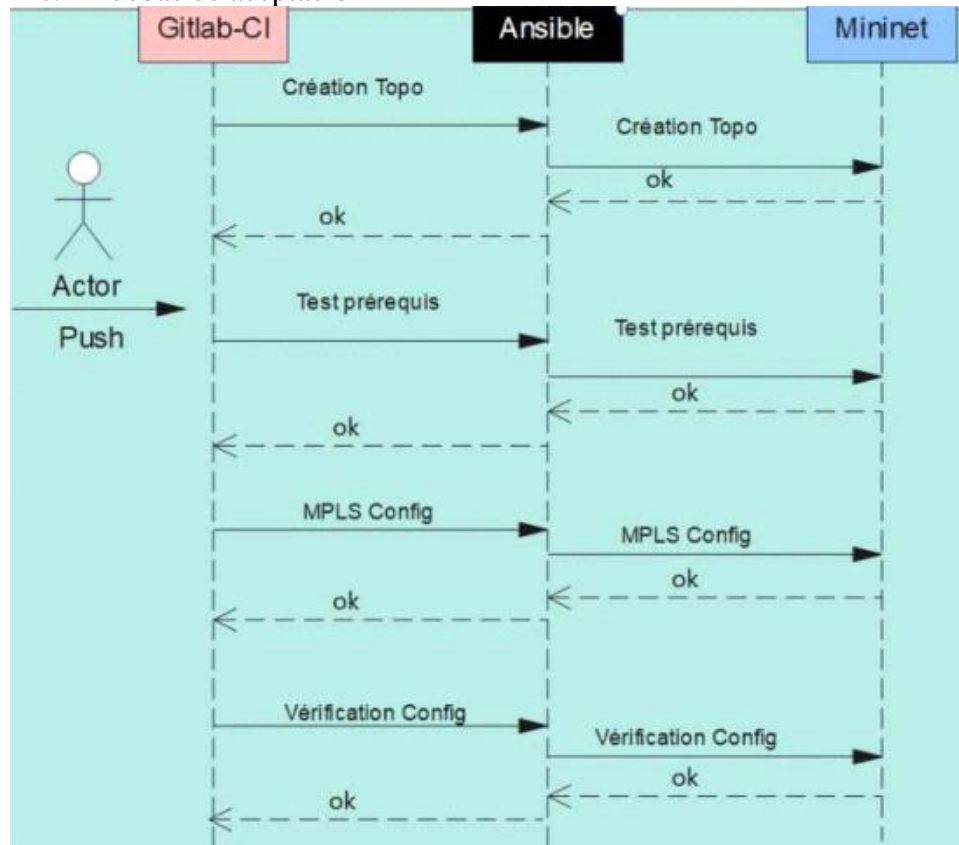 Gitlab-CI
Ansible
Mininet
Création Topo
Création Topo
ok
ok
Actor
Push
Test prérequis
Test prérequis
ok
ok
MPLS Config
MPLS Config
ok
ok
Vérification Config
Vérification Config
ok
ok